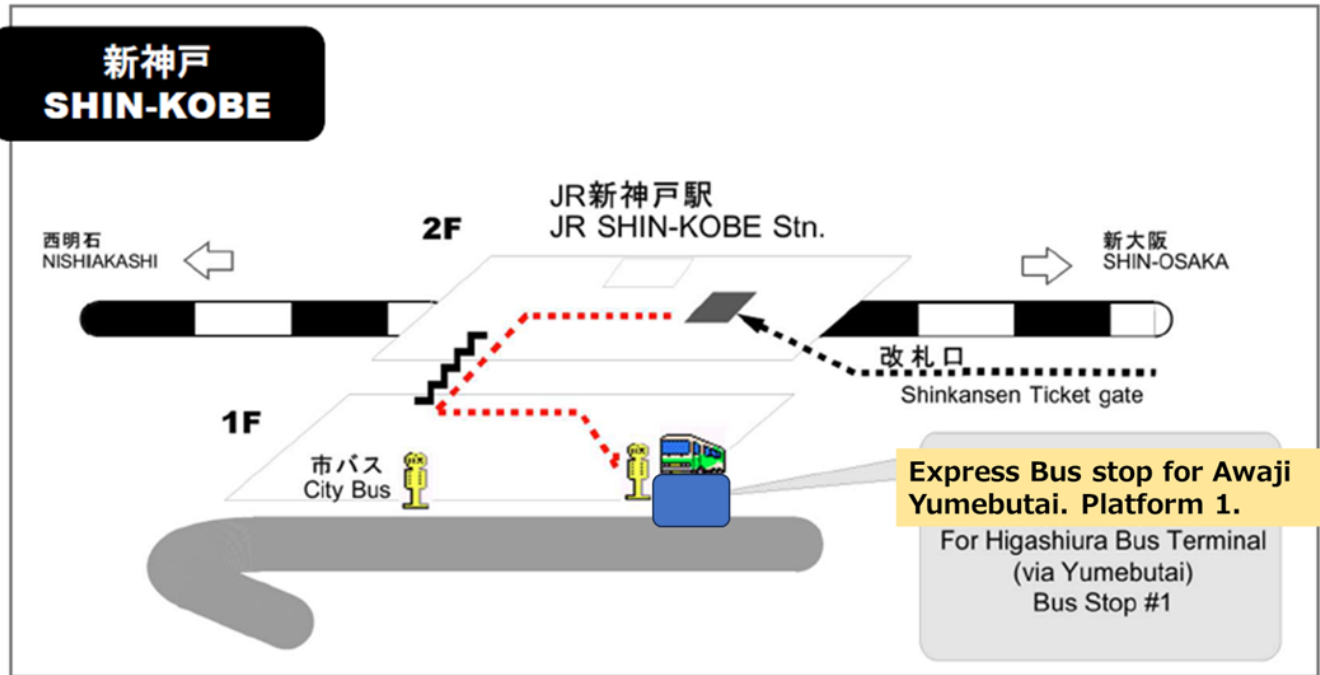 新神戸
SHIN-KOBE
JR新神戸駅
JR SHIN-KOBE Stn.
2F
西明石
NISHIAKASHI
新大阪
SHIN-OSAKA
改札口
Shinkansen Ticket gate
1F
市バス
City Bus
Express Bus stop for Awaji
Yumebutai. Platform 1.
For Higashiura Bus Terminal
(via Yumebutai)
Bus Stop #1